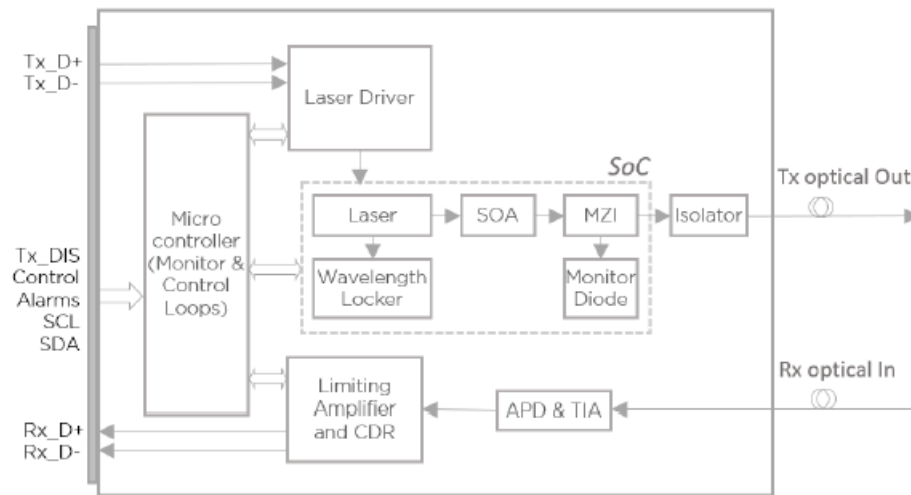 Tx_D+
Tx_D-
Laser Driver
SoC
Tx optical Out
Laser
SOA
MZI
Isolator
Micro
controller
(Monitor &
Control
Loops)
Wavelength
Locker
Monitor
Diode
Tx_DIS
Control
Alarms
SCL
SDA
Rx optical In
Limiting
Amplifier
and CDR
APD & TIA
Rx_D+
Rx_D-